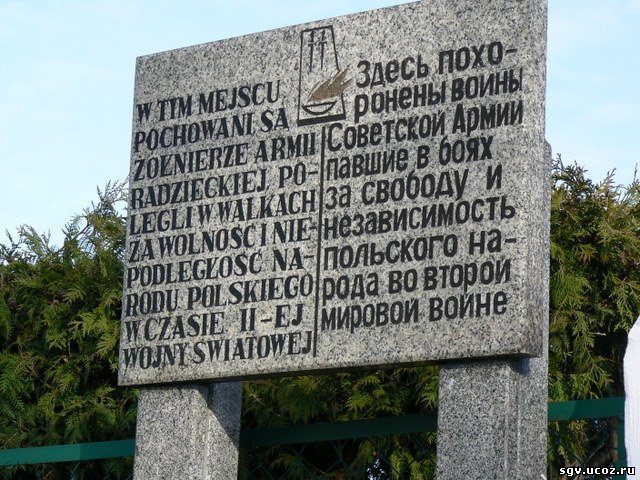 W TYM MEJSCU
POCHOWANI SĄ
ŻOŁNIERZE ARMII
RADZIECKIEJ PO-
LEGLI W WALKACH
ZA WOLNOŚĆ I NIE-
PODLEGŁOŚĆ NA-
RODU POLSKIEGO
W CZASIE II-EJ
WOJNY ŚWIATOWEJ
Здесь похо-
ронены воины
Советской Армии
павшие в боях
за свободу и
независимость
польского на-
рода во второй
мировой войне
sgv.ucoz.ru